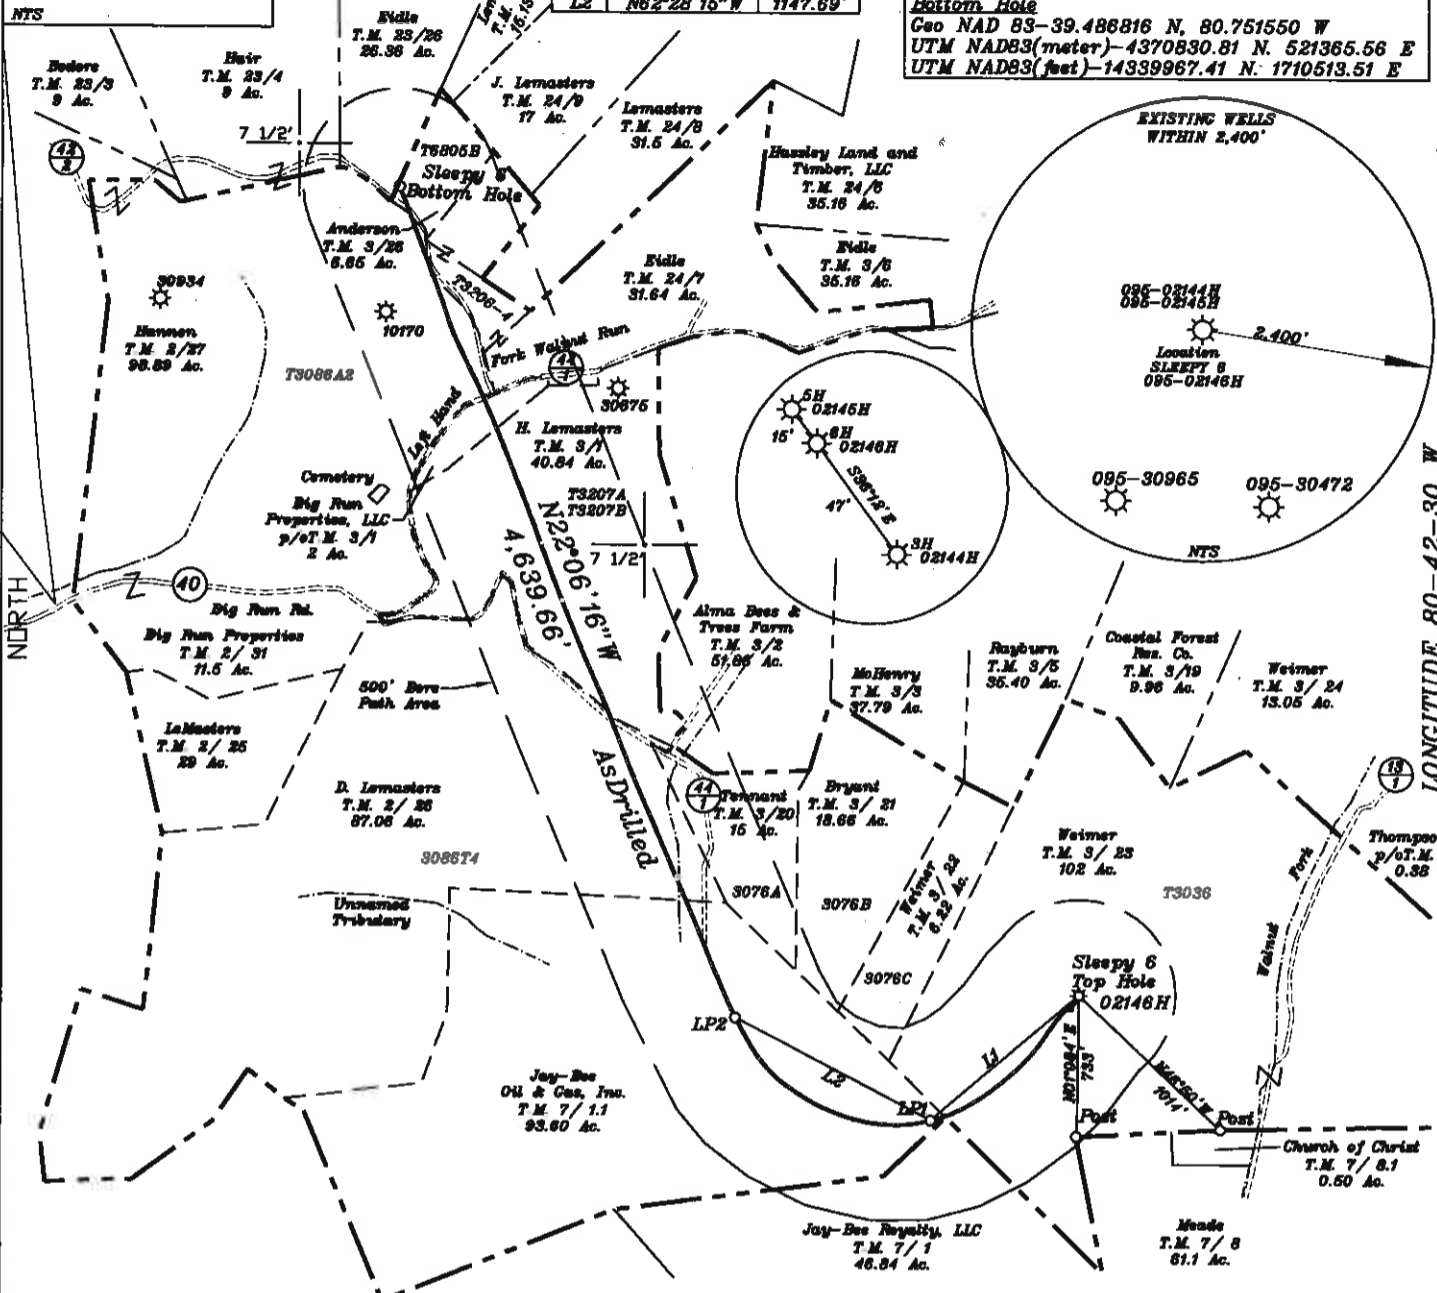 NTS
L2 N62°28'15"W 1147.69'
Bottom Hole
Geo NAD 83-39.486816 N, 80.751550 W
UTM NAD83(meter)-4370830.81 N. 521365.56 E
UTM NAD83(feet)-14339967.41 N. 1710513.51 E
Eidle
T.M. 23/26
26.36 Ac.
T.M.
Hair
T.M. 23/4
9 Ac.
T.M. 23/3
9 Ac.
J. Lemasters
T.M. 24/9
17 Ac.
Lemasters
T.M. 24/8
31.5 Ac.
EXISTING WELLS
WITHIN 2,400'
7 1/2'
T6805B
Sleepy 6
Bottom Hole
Timber, LLC
T.M. 24/6
35.16 Ac.
Anderson
T.M. 3/26
6.65 Ac.
Eidle
T.M. 3/6
35.16 Ac.
Eidle
T.M. 24/7
31.64 Ac.
T3206-A
30934
10170
Hannen
T.M. 2/27
98.89 Ac.
T3086A2
Left Hand Fork Walnut Run
30675
095-02144H
095-02145H
2,400'
Location
SLEEPY 6
095-02146H
5H
02145H
15'
6H
02146H
S36°12'E
47'
3H
02144H
095-30965
095-30472
NTS
LONGITUDE 80-42-30 W
H. Lemasters
T.M. 3/1
40.84 Ac.
T3207A
T3207B
7 1/2'
Cemetery
Big Run
Properties, LLC
p/oT.M. 3/1
2 Ac.
N22°06'16"W
4,639.66'
NORTH
40
Big Run Rd.
Big Run Properties
T.M. 2/ 31
11.5 Ac.
Alma Bees &
Trees Farm
T.M. 3/2
51.86 Ac.
McHenry
T.M. 3/3
37.79 Ac.
Rayburn
T.M. 3/5
35.40 Ac.
Coastal Forest
Res. Co.
T.M. 3/19
9.96 Ac.
Weimer
T.M. 3/ 24
13.05 Ac.
500' Bore
Path Area
LeMasters
T.M. 2/ 25
29 Ac.
D. Lemasters
T.M. 2/ 26
87.06 Ac.
AsDrilled
44
1
Tennant
T.M. 3/20
15 Ac.
Bryant
T.M. 3/ 21
18.66 Ac.
Weimer
T.M. 3/ 23
102 Ac.
13
1
p/oT.M.
0.38
3086T4
3076A
3076B
Weimer
T.M. 3/ 22
6.22 Ac.
T3036
Walnut Fork
Unnamed
Tributary
3076C
Sleepy 6
Top Hole
02146H
LP2
L2
L1
LP1
733'
N48°50'W
1014'
Post
Post
Jay-Bee
Oil & Gas, Inc.
T.M. 7/ 1.1
93.60 Ac.
Church of Christ
T.M. 7/ 8.1
0.50 Ac.
Jay-Bee Royalty, LLC
T.M. 7/ 1
46.84 Ac.
Meade
T.M. 7/ 8
61.1 Ac.